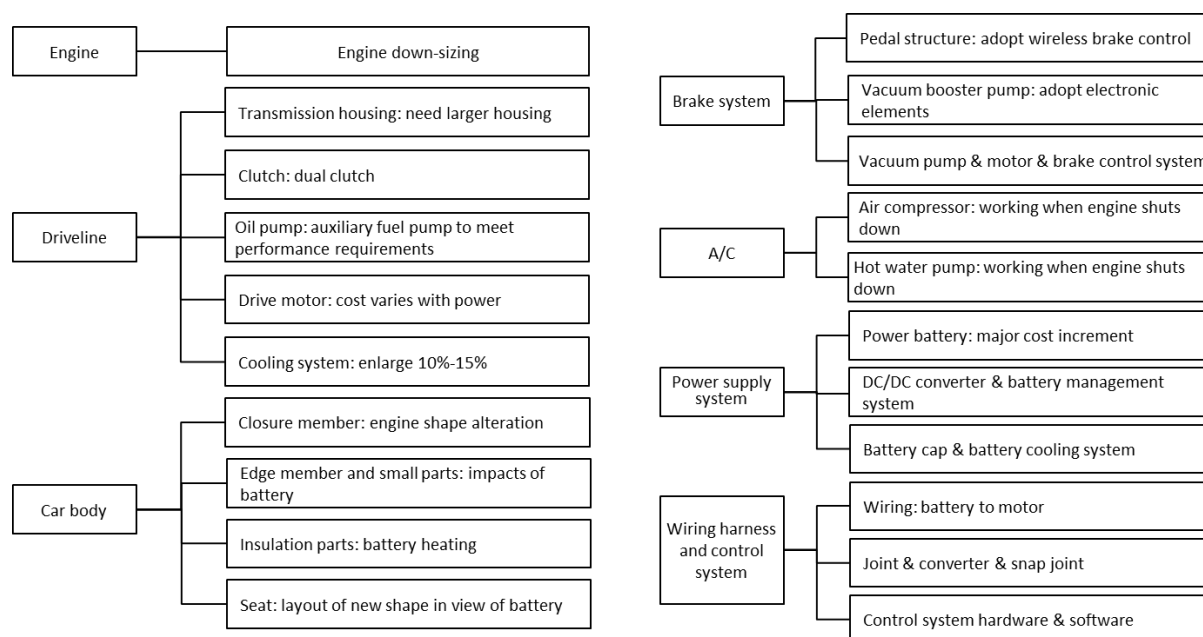 Engine
Engine down-sizing
Driveline
Transmission housing: need larger housing
Clutch: dual clutch
Oil pump: auxiliary fuel pump to meet
performance requirements
Drive motor: cost varies with power
Cooling system: enlarge 10%-15%
Car body
Closure member: engine shape alteration
Edge member and small parts: impacts of
battery
Insulation parts: battery heating
Seat: layout of new shape in view of battery
Brake system
Pedal structure: adopt wireless brake control
Vacuum booster pump: adopt electronic
elements
Vacuum pump & motor & brake control system
A/C
Air compressor: working when engine shuts
down
Hot water pump: working when engine shuts
down
Power supply
system
Power battery: major cost increment
DC/DC converter & battery management
system
Battery cap & battery cooling system
Wiring harness
and control
system
Wiring: battery to motor
Joint & converter & snap joint
Control system hardware & software